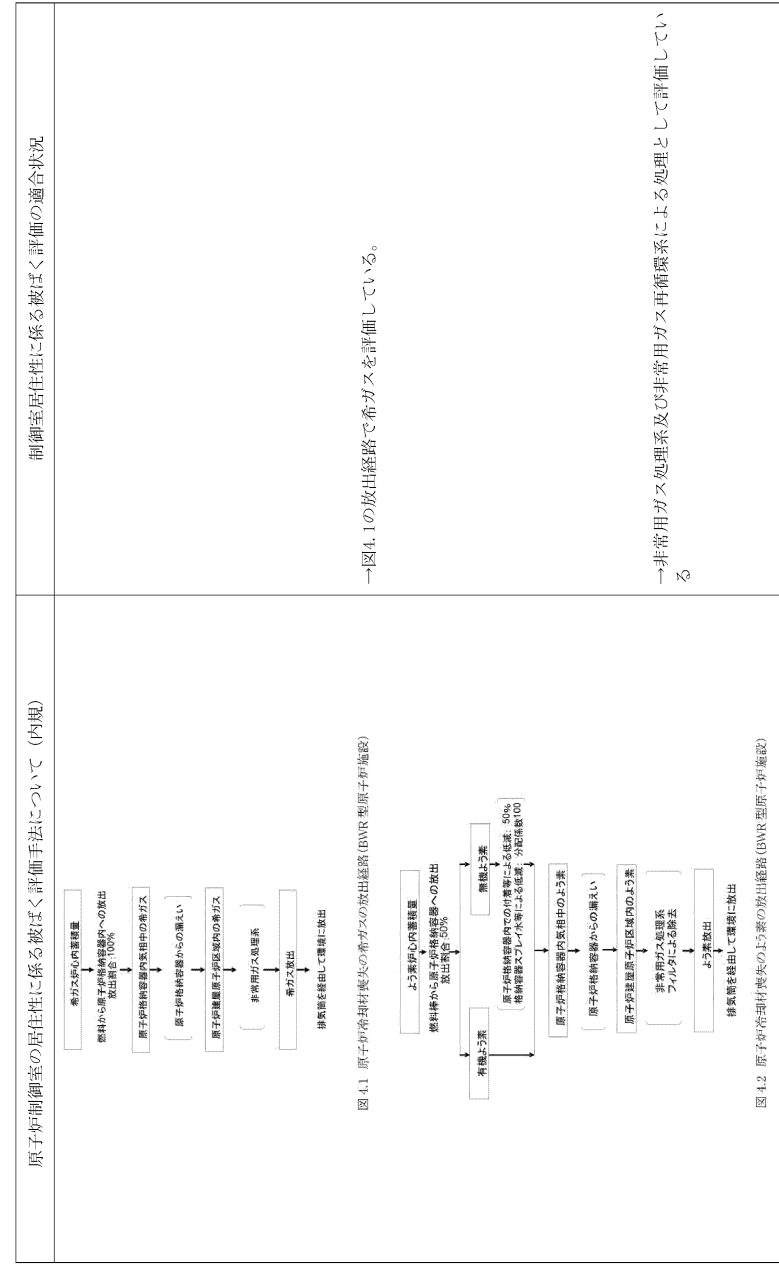 原子炉制御室の居住性に係る被ばく評価手法について（内規）
制御室居住性に係る被ばく評価の適合状況
希ガス炉心内蓄積量
燃料から原子炉格納容器内への放出
放出割合:100%
原子炉格納容器内気相中の希ガス
原子炉格納容器からの漏えい
原子炉建屋原子炉区域内の希ガス
非常用ガス処理系
希ガス放出
排気筒を経由して環境に放出
図 4.1 原子炉冷却材喪失の希ガスの放出経路(BWR 型原子炉施設)
→図4.1の放出経路で希ガスを評価している。
よう素炉心内蓄積量
燃料棒から原子炉格納容器への放出
放出割合:50%
有機よう素
無機よう素
原子炉格納容器内での付着等による低減：50%
格納容器スプレイ水等による低減：分配係数100
原子炉格納容器内気相中のよう素
原子炉格納容器からの漏えい
原子炉建屋原子炉区域内のよう素
非常用ガス処理系
フィルタによる除去
よう素放出
排気筒を経由して環境に放出
図 4.2 原子炉冷却材喪失のよう素の放出経路(BWR 型原子炉施設)
→非常用ガス処理系及び非常用ガス再循環系による処理として評価してい
る